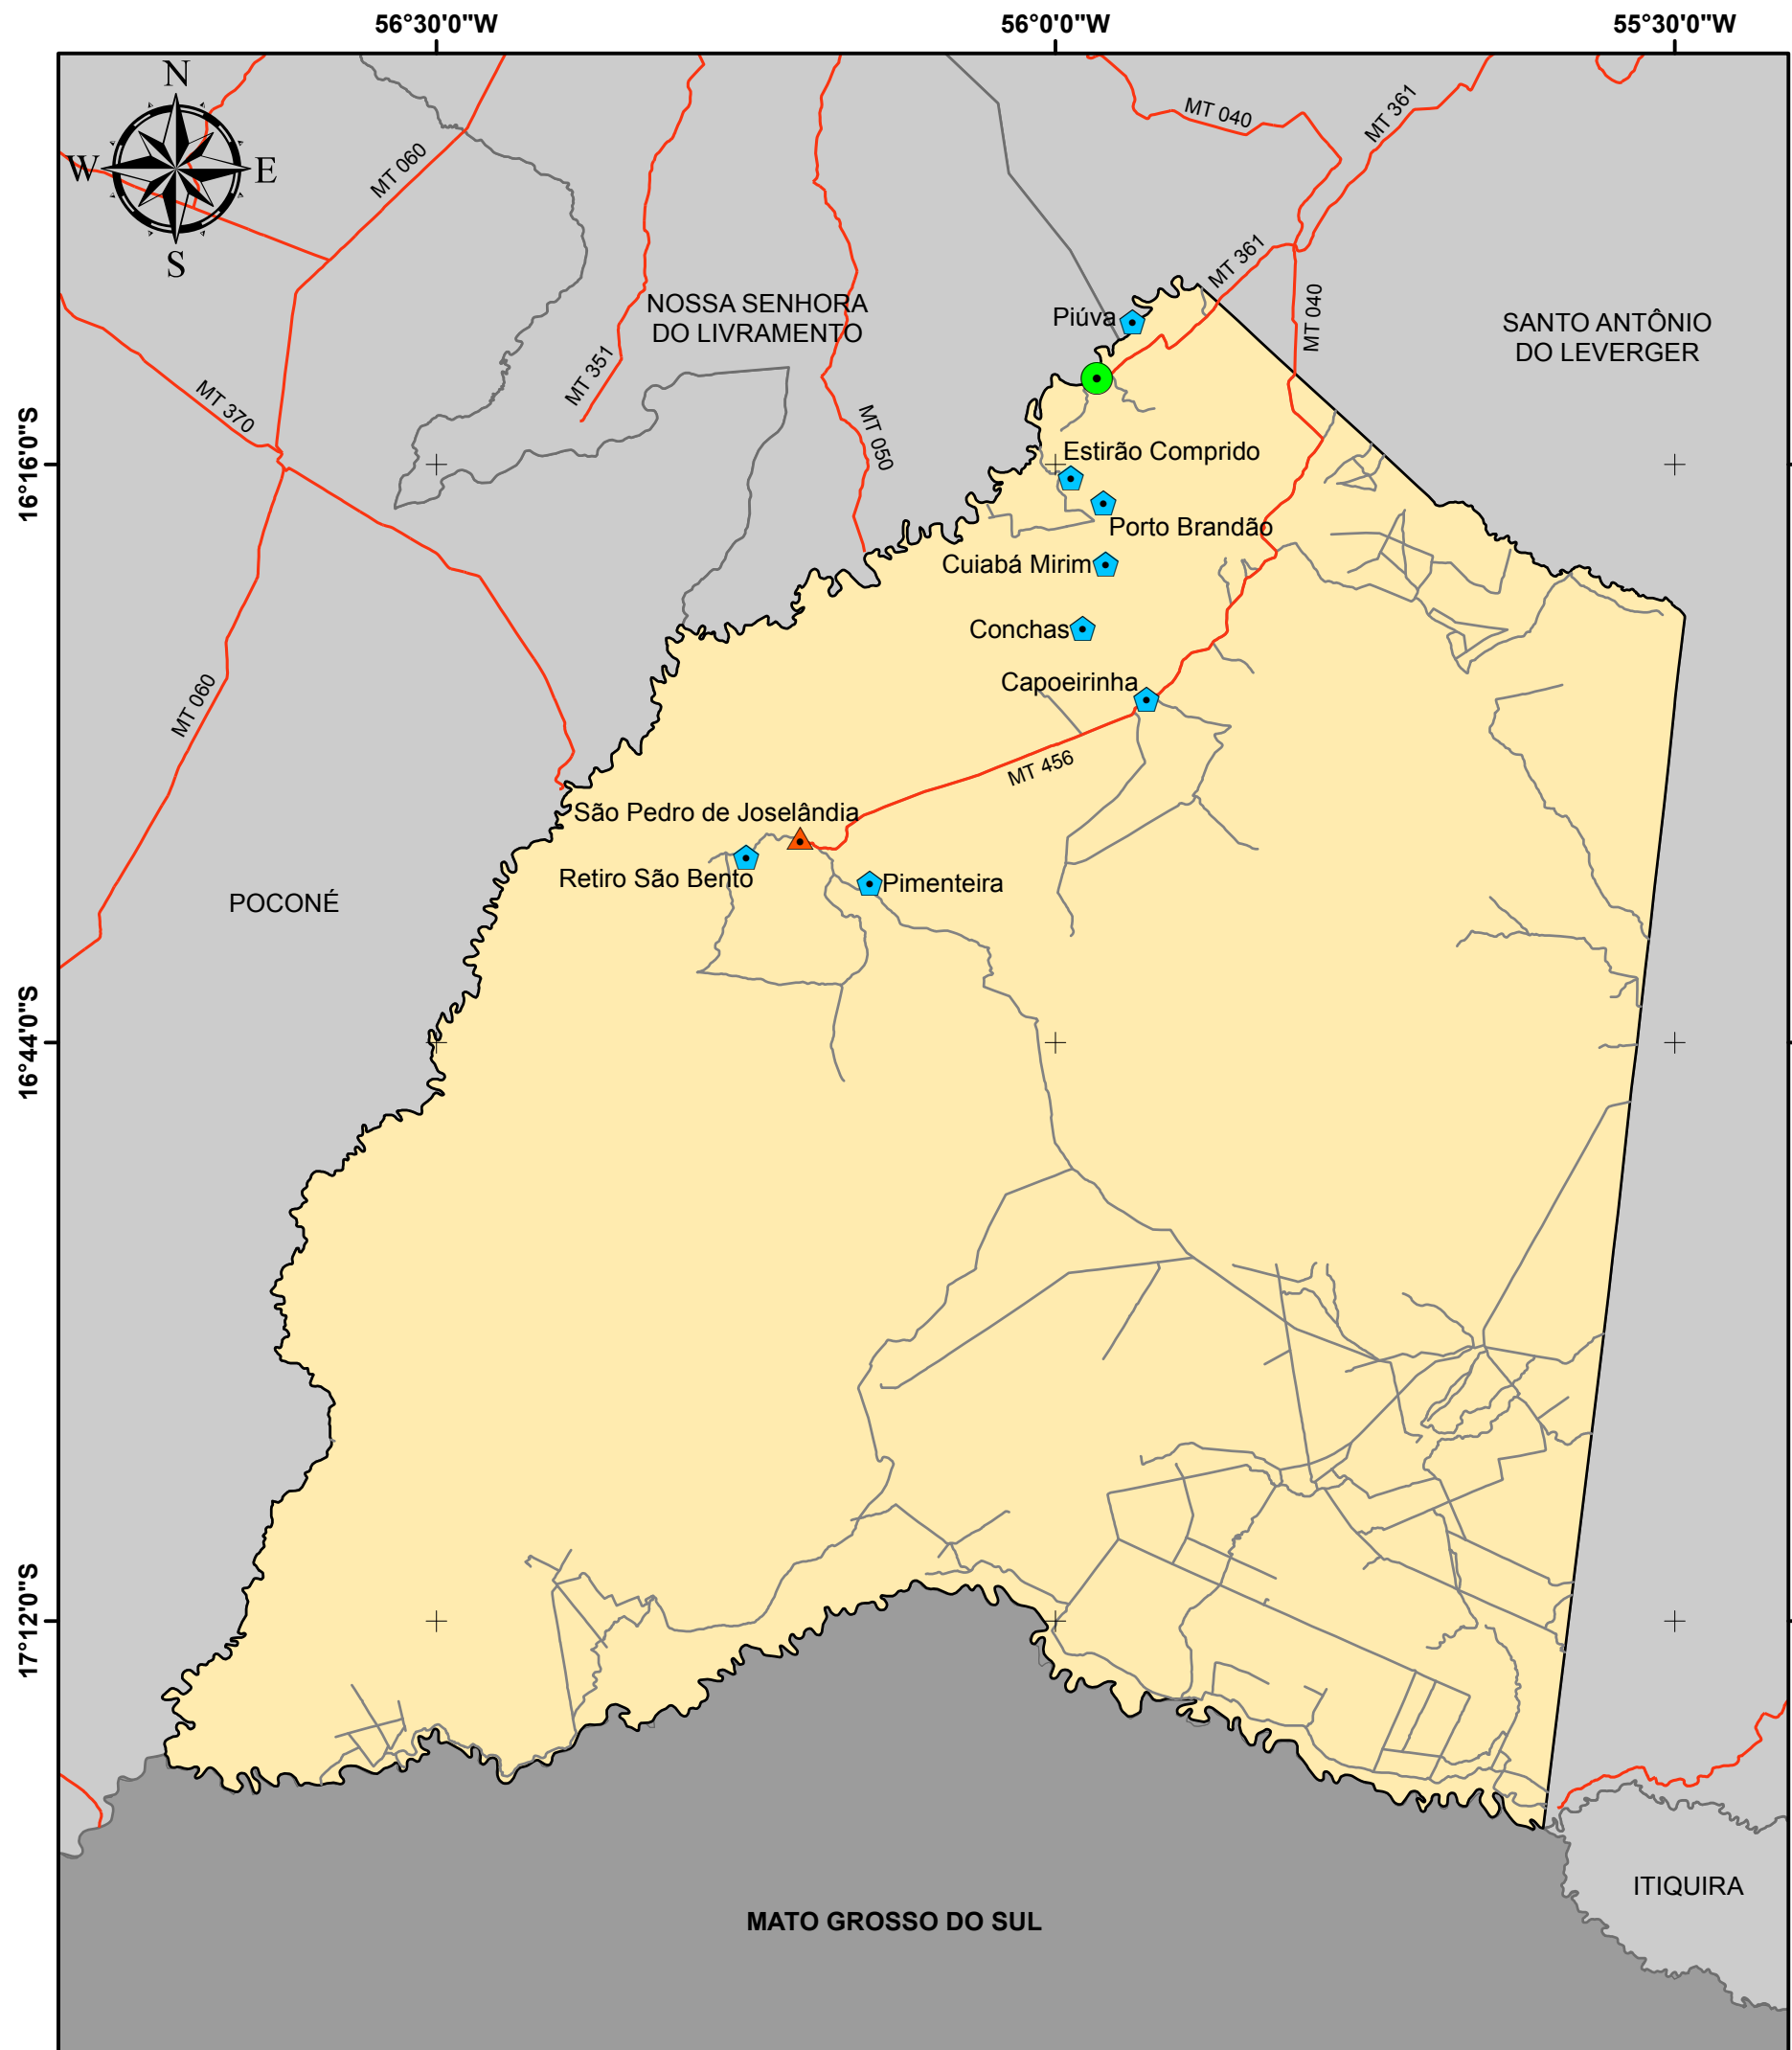 56°30'0"W
56°0'0"W
55°30'0"W
N
W
E
S
MT 060
MT 040
MT 361
MT 361
MT 040
NOSSA SENHORA
DO LIVRAMENTO
SANTO ANTÔNIO
DO LEVERGER
Piúva
MT 351
MT 370
MT 050
16°16'0"S
Estirão Comprido
Porto Brandão
Cuiabá Mirim
Conchas
Capoeirinha
MT 060
MT 456
São Pedro de Joselândia
Retiro São Bento
Pimenteira
POCONÉ
16°44'0"S
17°12'0"S
ITIQUIRA
MATO GROSSO DO SUL